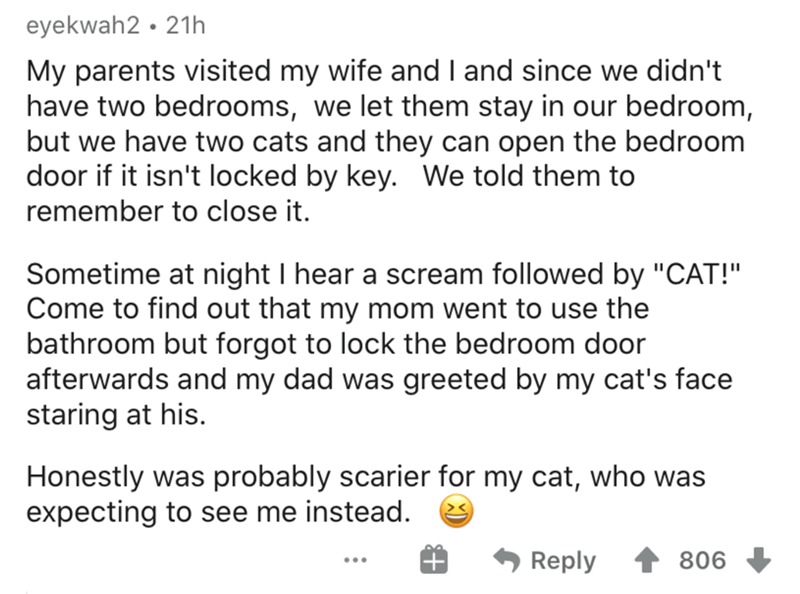 eyekwah2 • 21h
My parents visited my wife and I and since we didn't
have two bedrooms,  we let them stay in our bedroom,
but we have two cats and they can open the bedroom
door if it isn't locked by key.   We told them to
remember to close it.
Sometime at night I hear a scream followed by "CAT!"
Come to find out that my mom went to use the
bathroom but forgot to lock the bedroom door
afterwards and my dad was greeted by my cat's face
staring at his.
Honestly was probably scarier for my cat, who was
expecting to see me instead. 😆
... Reply 806